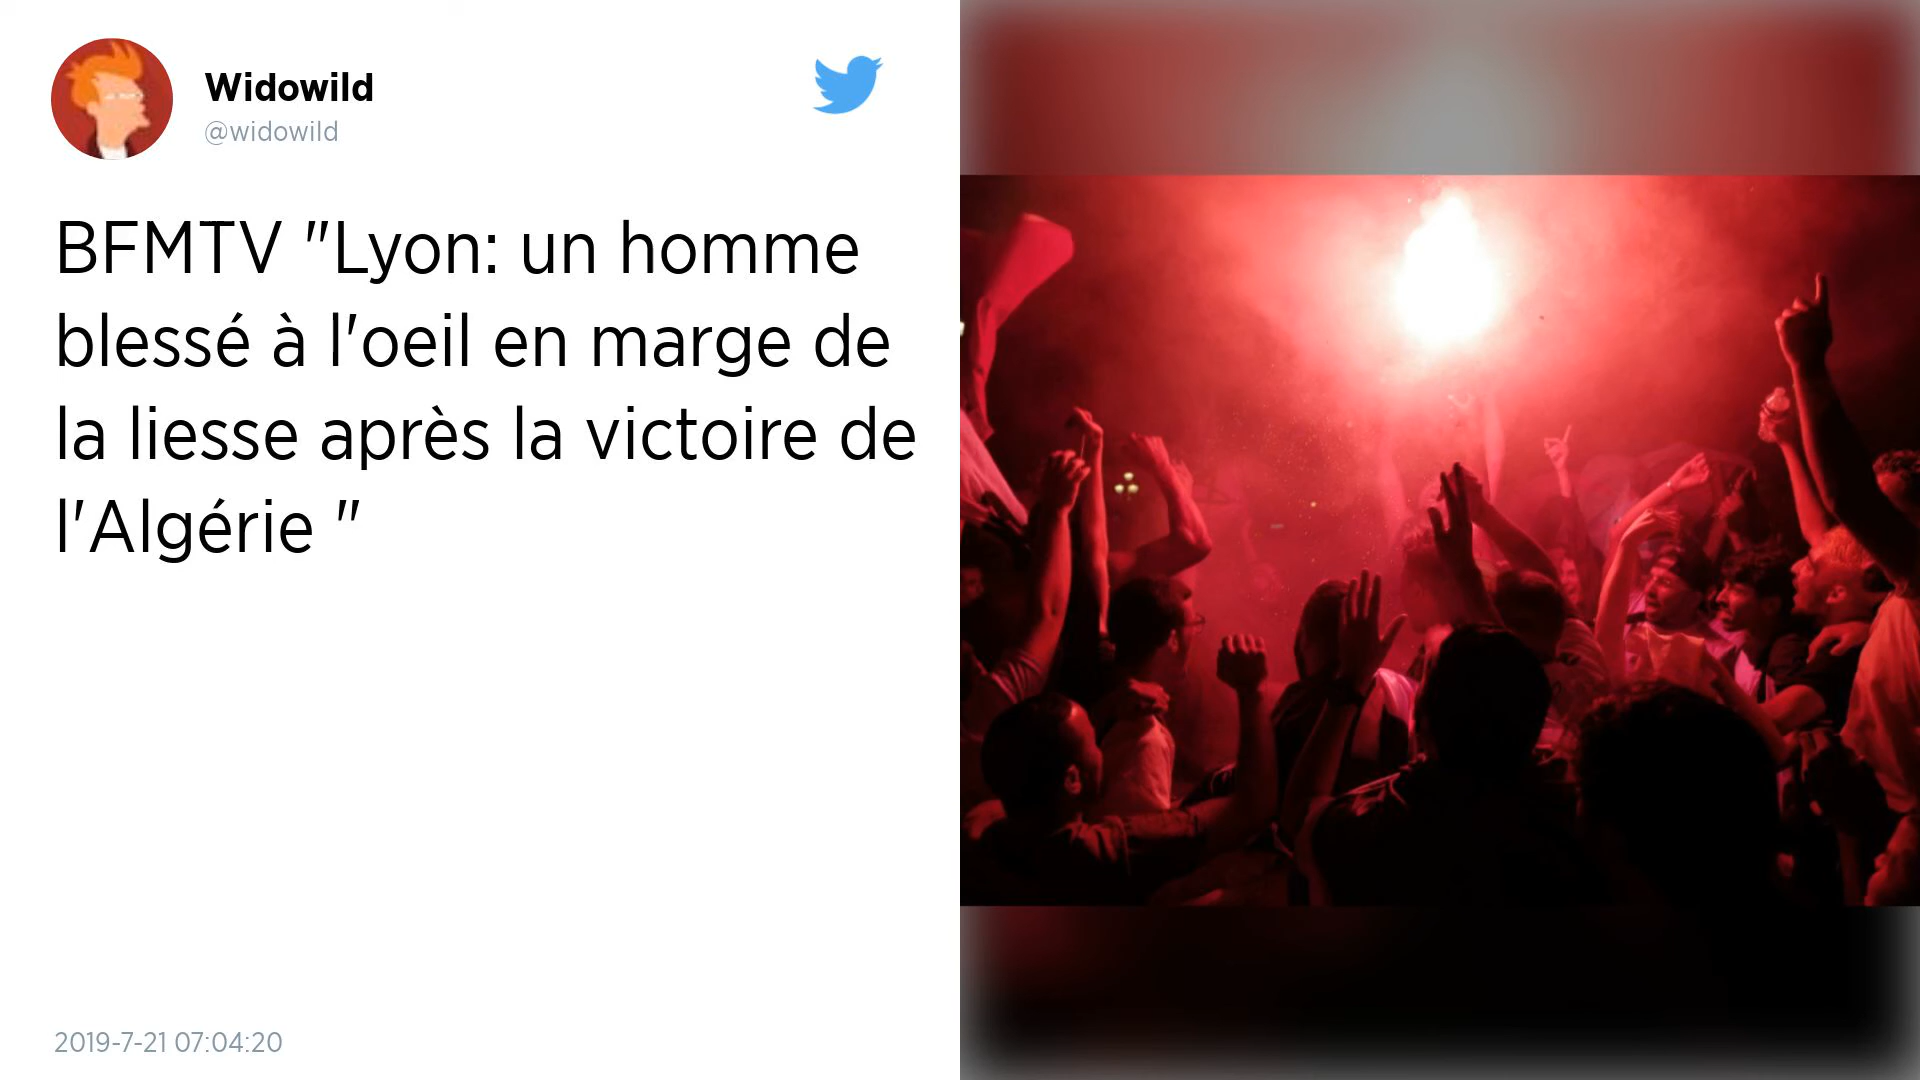 Widowild
@widowild
BFMTV "Lyon: un homme
blessé à l'oeil en marge de
la liesse après la victoire de
l'Algérie "
2019-7-21 07:04:20